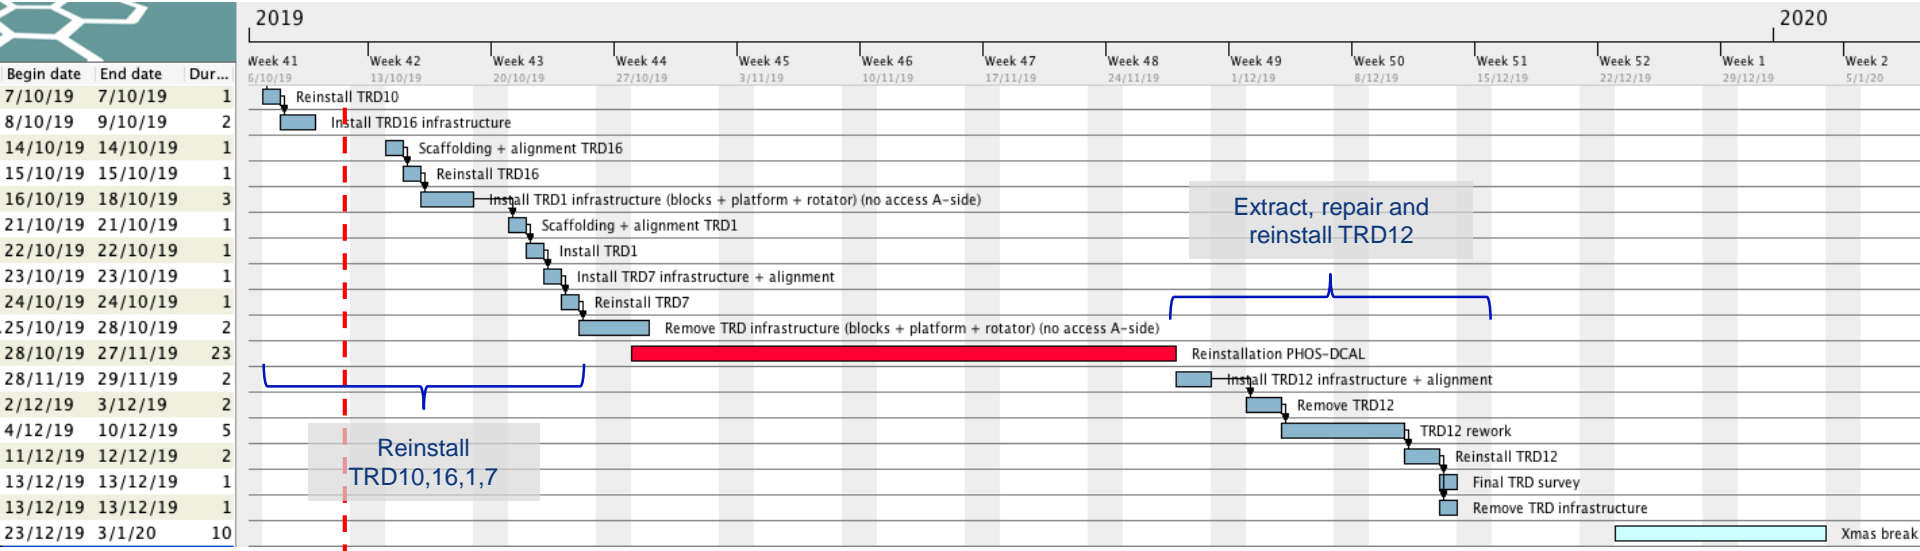 2019 2020
Week 41 Week 42 Week 43 Week 44 Week 45 Week 46 Week 47 Week 48 Week 49 Week 50 Week 51 Week 52 Week 1 Week 2
Begin date End date Dur... 6/10/19 13/10/19 20/10/19 27/10/19 3/11/19 10/11/19 17/11/19 24/11/19 1/12/19 8/12/19 15/12/19 22/12/19 29/12/19 5/1/20
7/10/19 7/10/19 1 Reinstall TRD10
8/10/19 9/10/19 2 Install TRD16 infrastructure
14/10/19 14/10/19 1 Scaffolding + alignment TRD16
15/10/19 15/10/19 1 Reinstall TRD16
16/10/19 18/10/19 3 Install TRD1 infrastructure (blocks + platform + rotator) (no access A-side)
21/10/19 21/10/19 1 Scaffolding + alignment TRD1
22/10/19 22/10/19 1 Install TRD1
23/10/19 23/10/19 1 Install TRD7 infrastructure + alignment
24/10/19 24/10/19 1 Reinstall TRD7
25/10/19 28/10/19 2 Remove TRD infrastructure (blocks + platform + rotator) (no access A-side)
28/10/19 27/11/19 23 Reinstallation PHOS-DCAL
28/11/19 29/11/19 2 Install TRD12 infrastructure + alignment
2/12/19 3/12/19 2 Remove TRD12
4/12/19 10/12/19 5 TRD12 rework
11/12/19 12/12/19 2 Reinstall TRD12
13/12/19 13/12/19 1 Final TRD survey
13/12/19 13/12/19 1 Remove TRD infrastructure
23/12/19 3/1/20 10 Xmas break
Extract, repair and
reinstall TRD12
Reinstall
TRD10,16,1,7